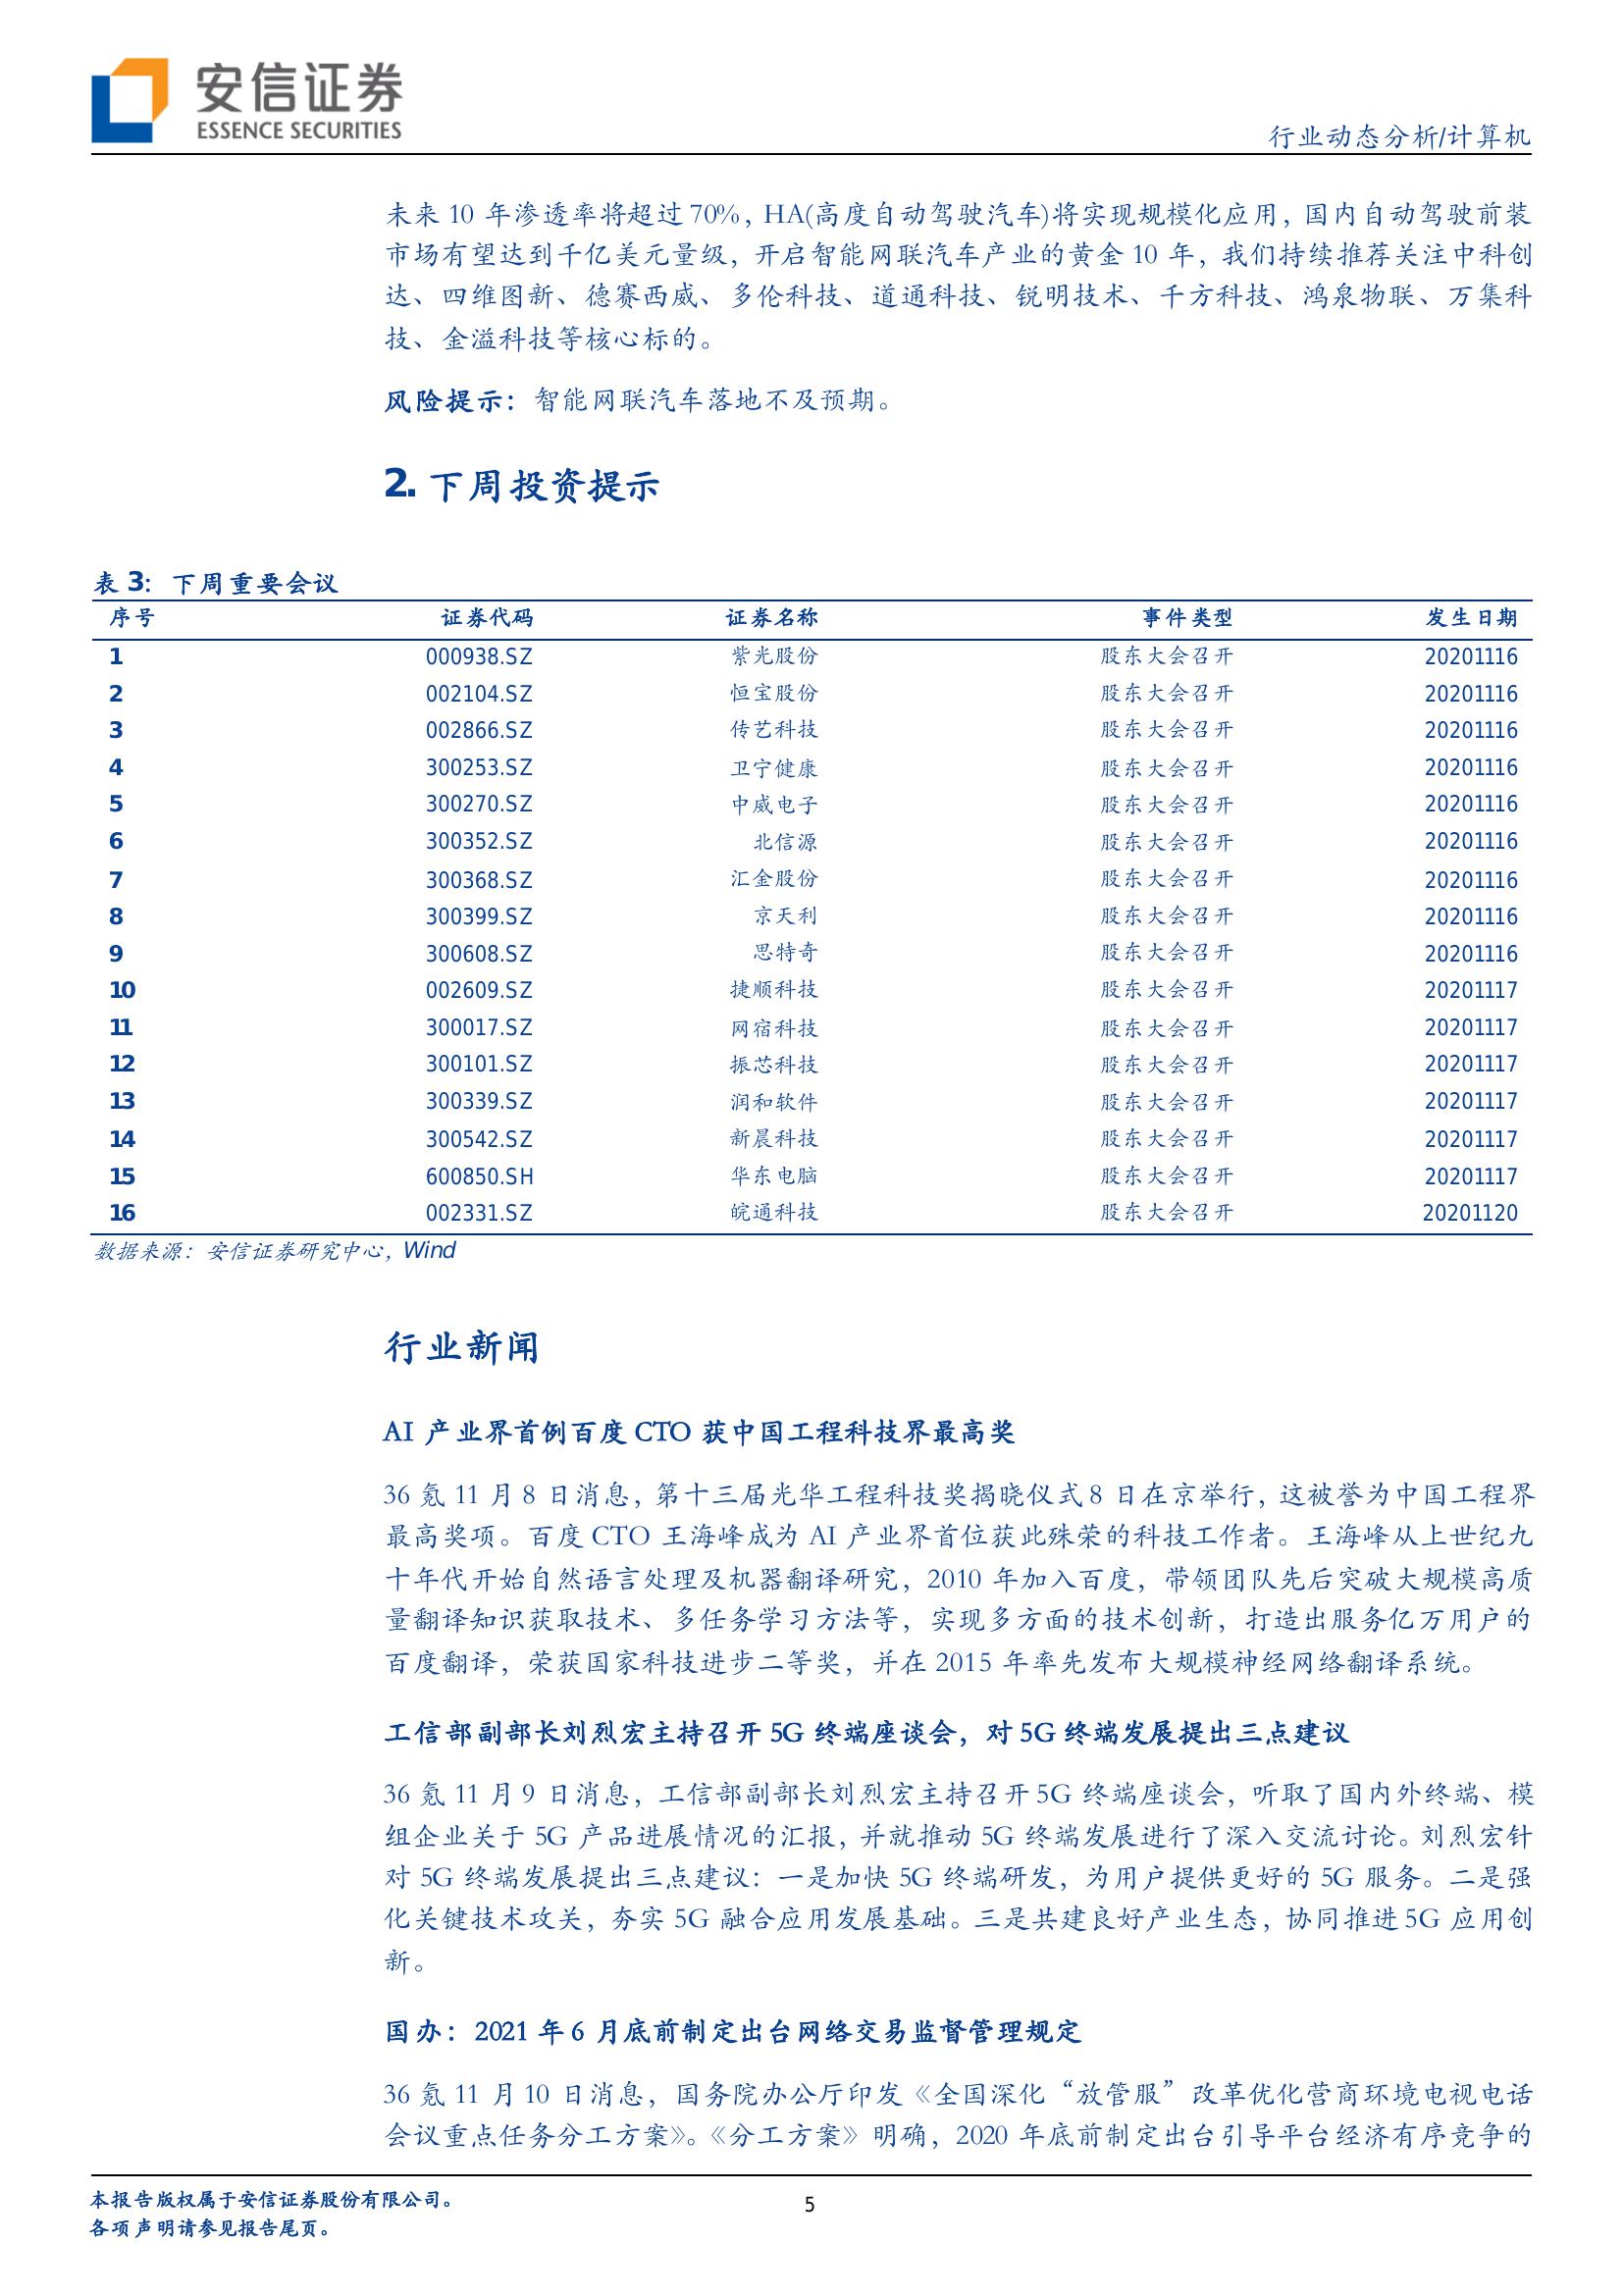 安信证券
ESSENCE SECURITIES
行业动态分析/计算机
未来 10 年渗透率将超过 70%，HA(高度自动驾驶汽车)将实现规模化应用，国内自动驾驶前装
市场有望达到千亿美元量级，开启智能网联汽车产业的黄金 10 年，我们持续推荐关注中科创
达、四维图新、德赛西威、多伦科技、道通科技、锐明技术、千方科技、鸿泉物联、万集科
技、金溢科技等核心标的。
风险提示：智能网联汽车落地不及预期。
2. 下周投资提示
表 3：下周重要会议
序号 证券代码 证券名称 事件类型 发生日期
1 000938.SZ 紫光股份 股东大会召开 20201116
2 002104.SZ 恒宝股份 股东大会召开 20201116
3 002866.SZ 传艺科技 股东大会召开 20201116
4 300253.SZ 卫宁健康 股东大会召开 20201116
5 300270.SZ 中威电子 股东大会召开 20201116
6 300352.SZ 北信源 股东大会召开 20201116
7 300368.SZ 汇金股份 股东大会召开 20201116
8 300399.SZ 京天利 股东大会召开 20201116
9 300608.SZ 思特奇 股东大会召开 20201116
10 002609.SZ 捷顺科技 股东大会召开 20201117
11 300017.SZ 网宿科技 股东大会召开 20201117
12 300101.SZ 振芯科技 股东大会召开 20201117
13 300339.SZ 润和软件 股东大会召开 20201117
14 300542.SZ 新晨科技 股东大会召开 20201117
15 600850.SH 华东电脑 股东大会召开 20201117
16 002331.SZ 皖通科技 股东大会召开 20201120
数据来源：安信证券研究中心，Wind
行业新闻
AI 产业界首例百度 CTO 获中国工程科技界最高奖
36 氪 11 月 8 日消息，第十三届光华工程科技奖揭晓仪式 8 日在京举行，这被誉为中国工程界
最高奖项。百度 CTO 王海峰成为 AI 产业界首位获此殊荣的科技工作者。王海峰从上世纪九
十年代开始自然语言处理及机器翻译研究，2010 年加入百度，带领团队先后突破大规模高质
量翻译知识获取技术、多任务学习方法等，实现多方面的技术创新，打造出服务亿万用户的
百度翻译，荣获国家科技进步二等奖，并在 2015 年率先发布大规模神经网络翻译系统。
工信部副部长刘烈宏主持召开 5G 终端座谈会，对 5G 终端发展提出三点建议
36 氪 11 月 9 日消息，工信部副部长刘烈宏主持召开 5G 终端座谈会，听取了国内外终端、模
组企业关于 5G 产品进展情况的汇报，并就推动 5G 终端发展进行了深入交流讨论。刘烈宏针
对 5G 终端发展提出三点建议：一是加快 5G 终端研发，为用户提供更好的 5G 服务。二是强
化关键技术攻关，夯实 5G 融合应用发展基础。三是共建良好产业生态，协同推进 5G 应用创
新。
国办：2021 年 6 月底前制定出台网络交易监督管理规定
36 氪 11 月 10 日消息，国务院办公厅印发《全国深化“放管服”改革优化营商环境电视电话
会议重点任务分工方案》。《分工方案》明确，2020 年底前制定出台引导平台经济有序竞争的
本报告版权属于安信证券股份有限公司。
各项声明请参见报告尾页。
5